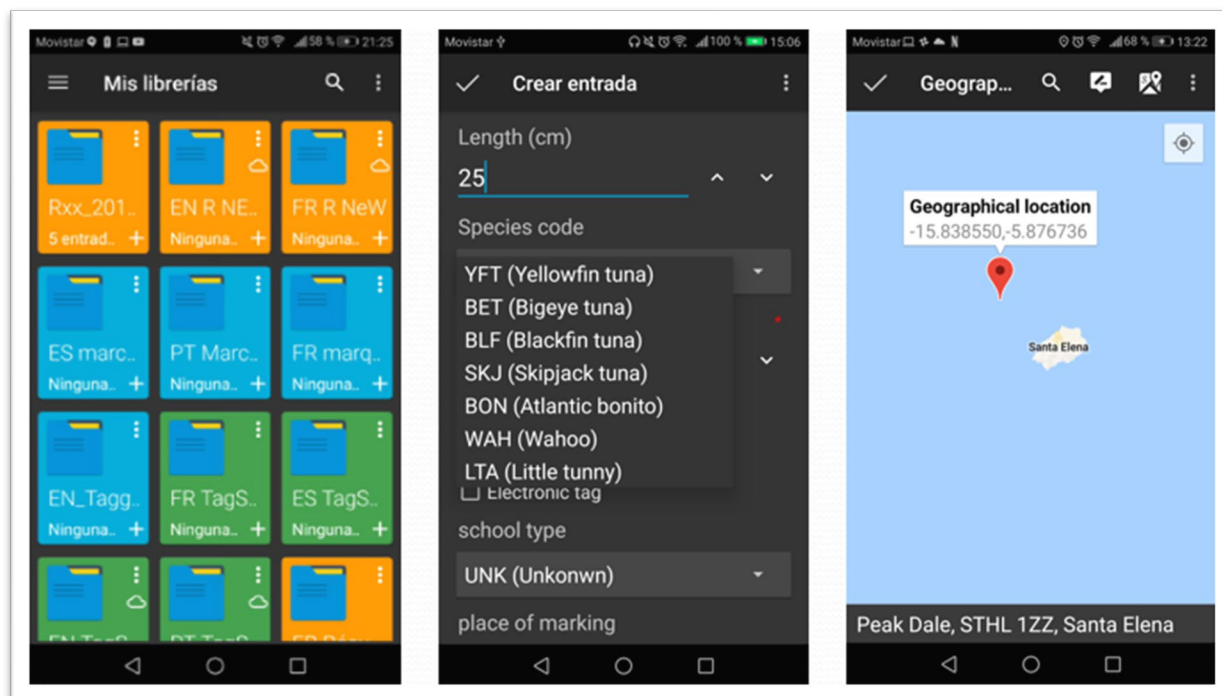 Movistar 58 % 21:25
Mis librerías
Rxx_201..
5 entrad..
EN R NE..
Ninguna..
FR R NeW
Ninguna..
ES marc..
Ninguna..
PT Marc..
Ninguna..
FR marq..
Ninguna..
EN_Tagg..
Ninguna..
FR TagS..
Ninguna..
ES TagS..
Ninguna..
Movistar 100 % 15:06
Crear entrada
Length (cm)
25
Species code
YFT (Yellowfin tuna)
BET (Bigeye tuna)
BLF (Blackfin tuna)
SKJ (Skipjack tuna)
BON (Atlantic bonito)
WAH (Wahoo)
LTA (Little tunny)
Electronic tag
school type
UNK (Unkonwn)
place of marking
Movistar 68 % 13:22
Geograp...
Geographical location
-15.838550,-5.876736
Santa Elena
Peak Dale, STHL 1ZZ, Santa Elena